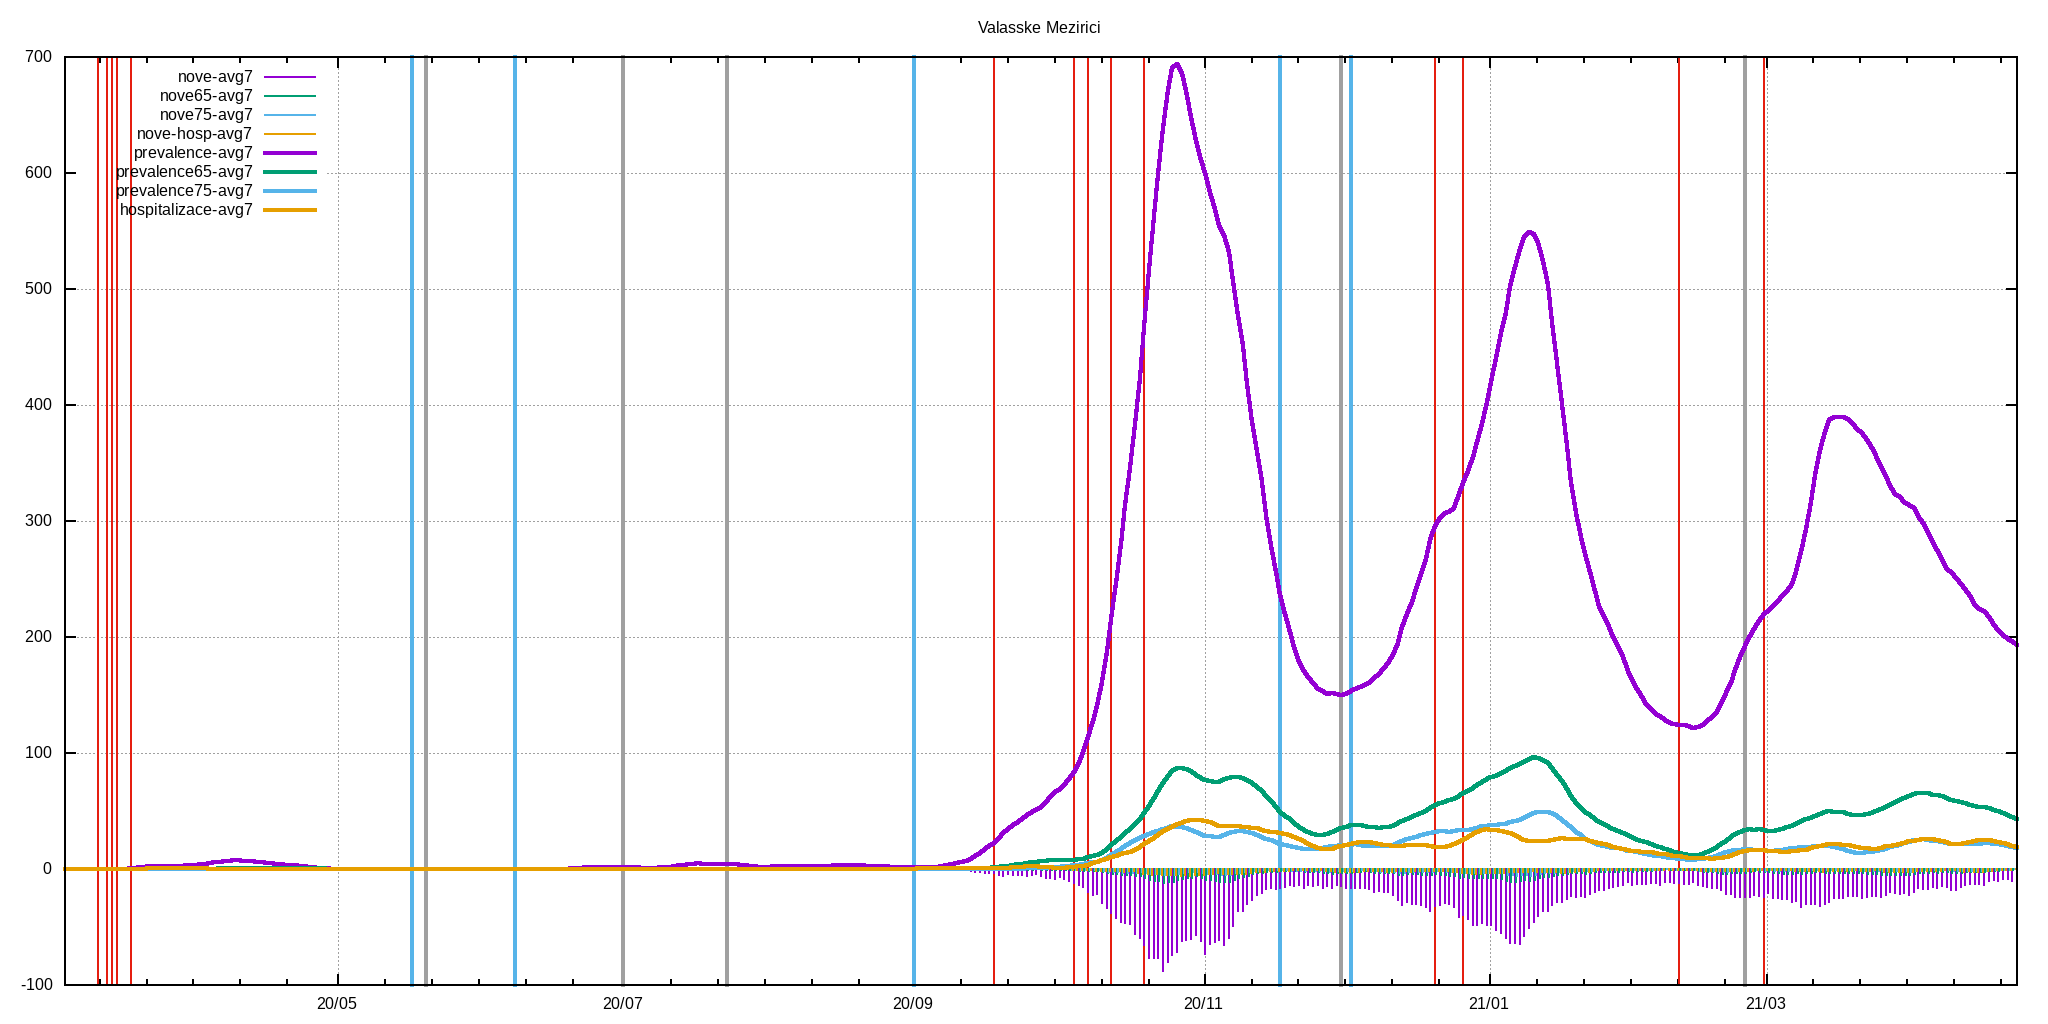 Valasske Mezirici
700
600
500
400
300
200
100
0
-100
nove-avg7
nove65-avg7
nove75-avg7
nove-hosp-avg7
prevalence-avg7
prevalence65-avg7
prevalence75-avg7
hospitalizace-avg7
20/05 20/07 20/09 20/11 21/01 21/03